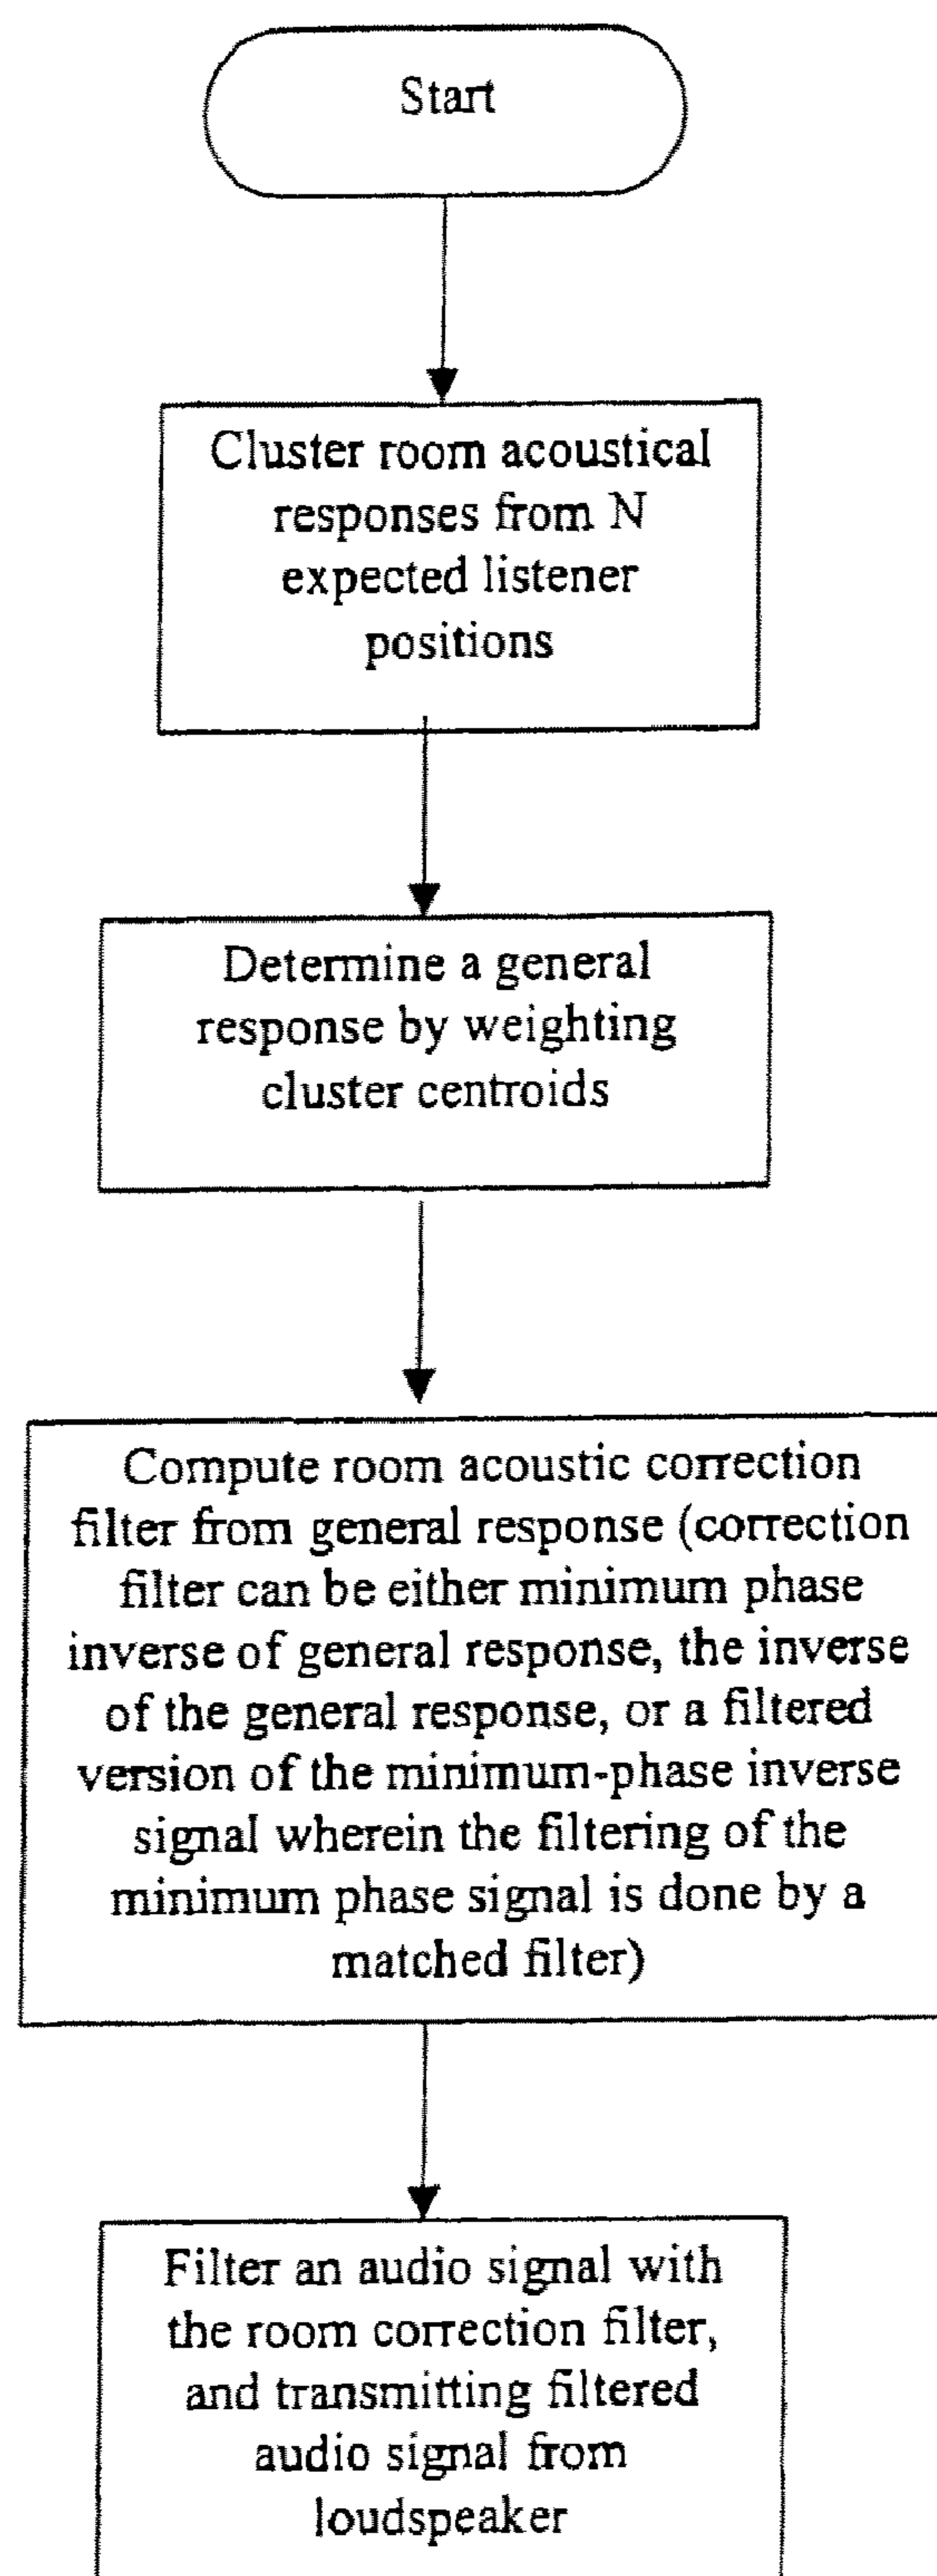 Start
Cluster room acoustical
responses from N
expected listener
positions
Determine a general
response by weighting
cluster centroids
Compute room acoustic correction
filter from general response (correction
filter can be either minimum phase
inverse of general response, the inverse
of the general response, or a filtered
version of the minimum-phase inverse
signal wherein the filtering of the
minimum phase signal is done by a
matched filter)
Filter an audio signal with
the room correction filter,
and transmitting filtered
audio signal from
loudspeaker